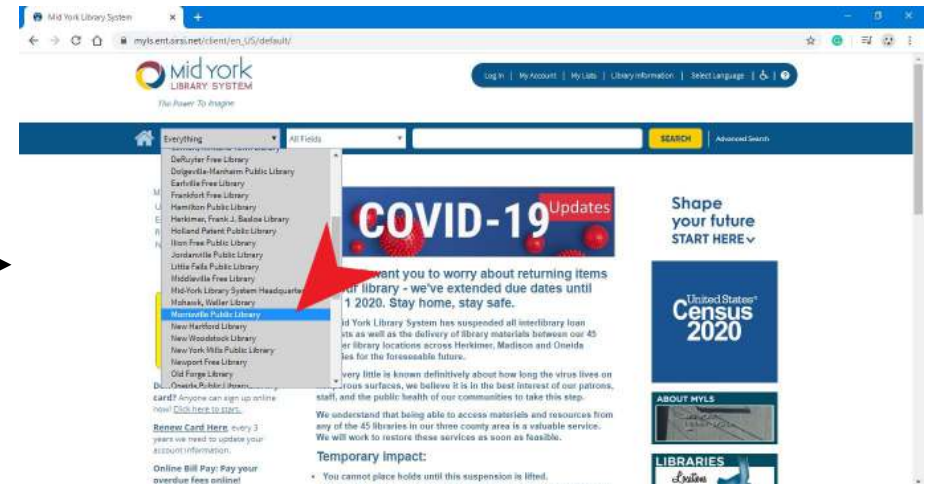 Mid York Library System
myls.ent.sirsi.net/client/en_US/default/
Mid York
LIBRARY SYSTEM
The Power To Imagine
Log In | My Account | My Lists | Library Information | Select Language
Everything
All Fields
SEARCH
Advanced Search
DeRuyter Free Library
Dolgeville-Manheim Public Library
Earlville Free Library
Frankfort Free Library
Hamilton Public Library
Herkimer, Frank J. Basloe Library
Holland Patent Public Library
Ilion Free Library
Jordanville Public Library
Little Falls Public Library
Middleville Free Library
Mid-York Library System Headquarters
Mohawk, Weller Library
Morrisville Public Library
New Hartford Library
New Woodstock Library
New York Mills Public Library
Newport Free Library
Old Forge Library
Oneida Public Library
card? Anyone can sign up online
now! Click here to start.
Renew Card Here, every 3
years we need to update your
account information.
Online Bill Pay: Pay your
overdue fees online!
COVID-19 Updates
want you to worry about returning items
library - we've extended due dates until
1 2020. Stay home, stay safe.
York Library System has suspended all interlibrary loan
as well as the delivery of library materials between our 45
library locations across Herkimer, Madison and Oneida
for the foreseeable future.
very little is known definitively about how long the virus lives on
surfaces, we believe it is in the best interest of our patrons,
staff, and the public health of our communities to take this step.
We understand that being able to access materials and resources from
any of the 45 libraries in our three county area is a valuable service.
We will work to restore these services as soon as feasible.
Temporary Impact:
• You cannot place holds until this suspension is lifted.
Shape
your future
START HERE
United States®
Census
2020
ABOUT MYLS
LIBRARIES
Locations